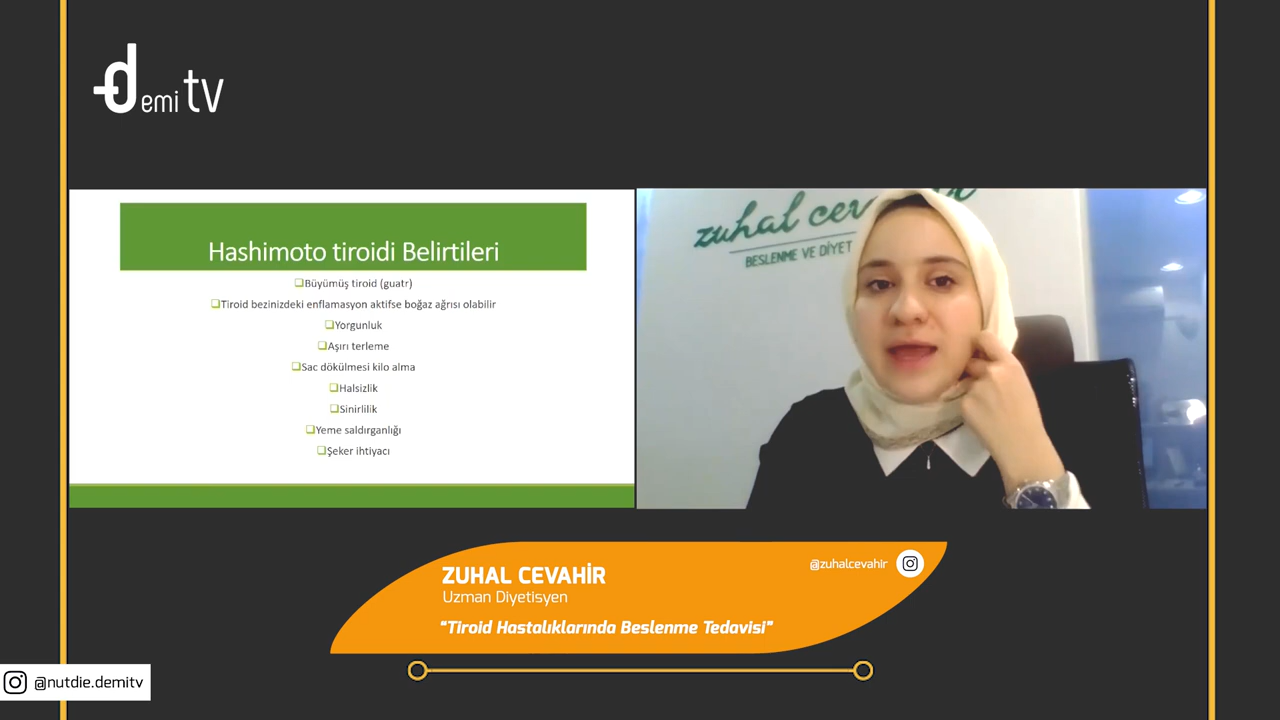 demi tv
Hashimoto tiroidi Belirtileri
Büyümüş tiroid (guatr)
Tiroid bezinizdeki enflamasyon aktifse boğaz ağrısı olabilir
Yorgunluk
Aşırı terleme
Sac dökülmesi kilo alma
Halsizlik
Sinirlilik
Yeme saldırganlığı
Şeker ihtiyacı
zuhal cev
BESLENME VE DİYET
ZUHAL CEVAHİR
@zuhalcevahir
Uzman Diyetisyen
“Tiroid Hastalıklarında Beslenme Tedavisi”
@nutdie.demitv